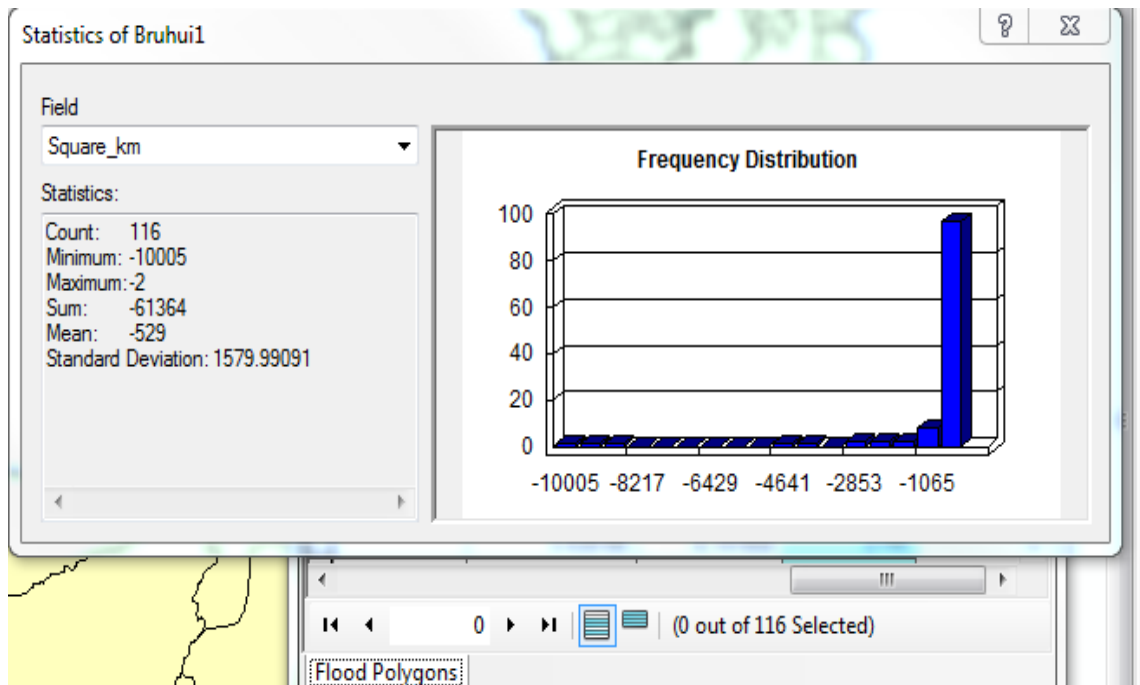 Statistics of Bruhui1
Field
Square_km
Statistics:
Count: 116
Minimum: -10005
Maximum:-2
Sum: -61364
Mean: -529
Standard Deviation: 1579.99091
Frequency Distribution
100
80
60
40
20
0
-10005 -8217 -6429 -4641 -2853 -1065
0 (0 out of 116 Selected)
Flood Polygons